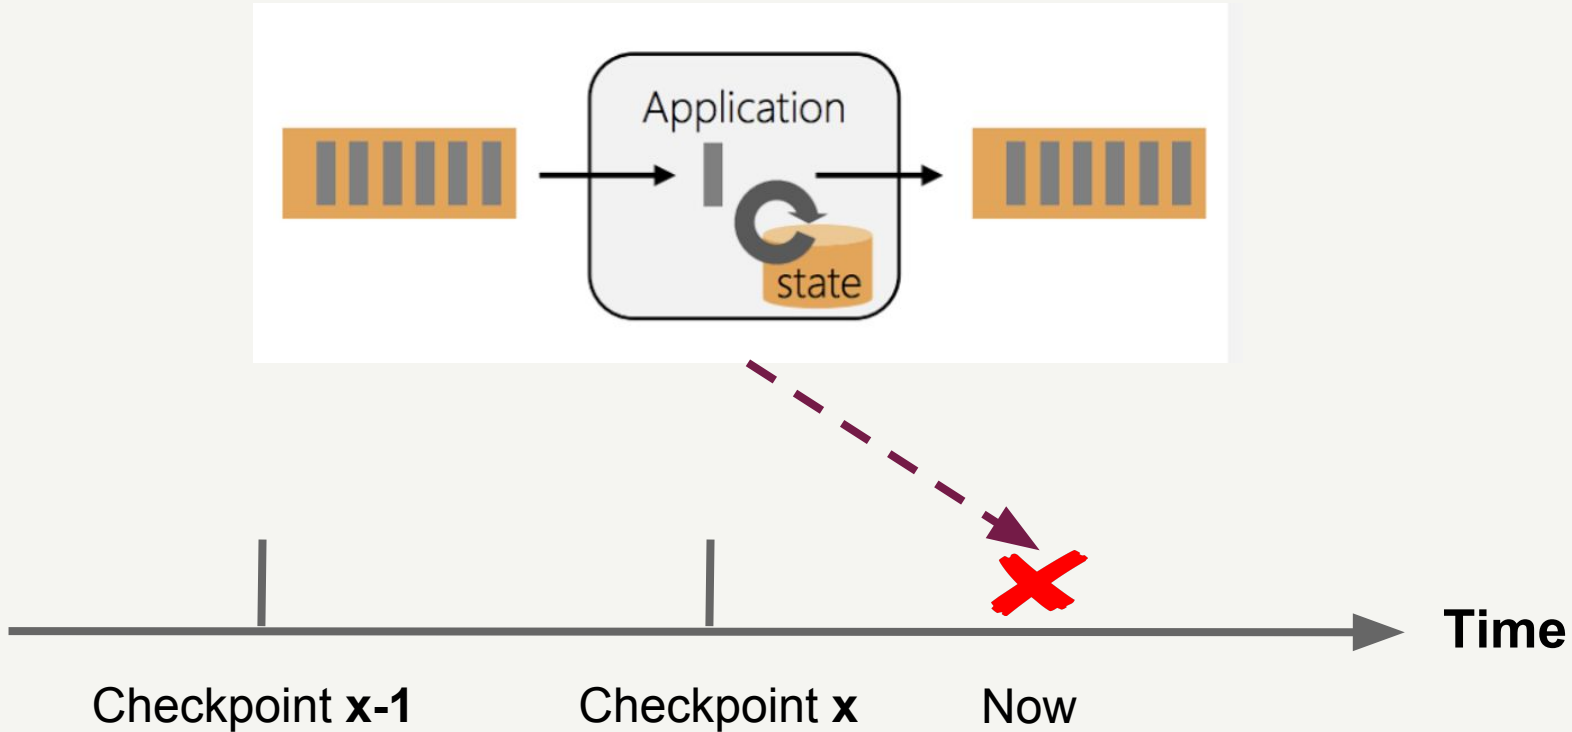 Application
state
Time
Checkpoint x-1
Checkpoint x
Now